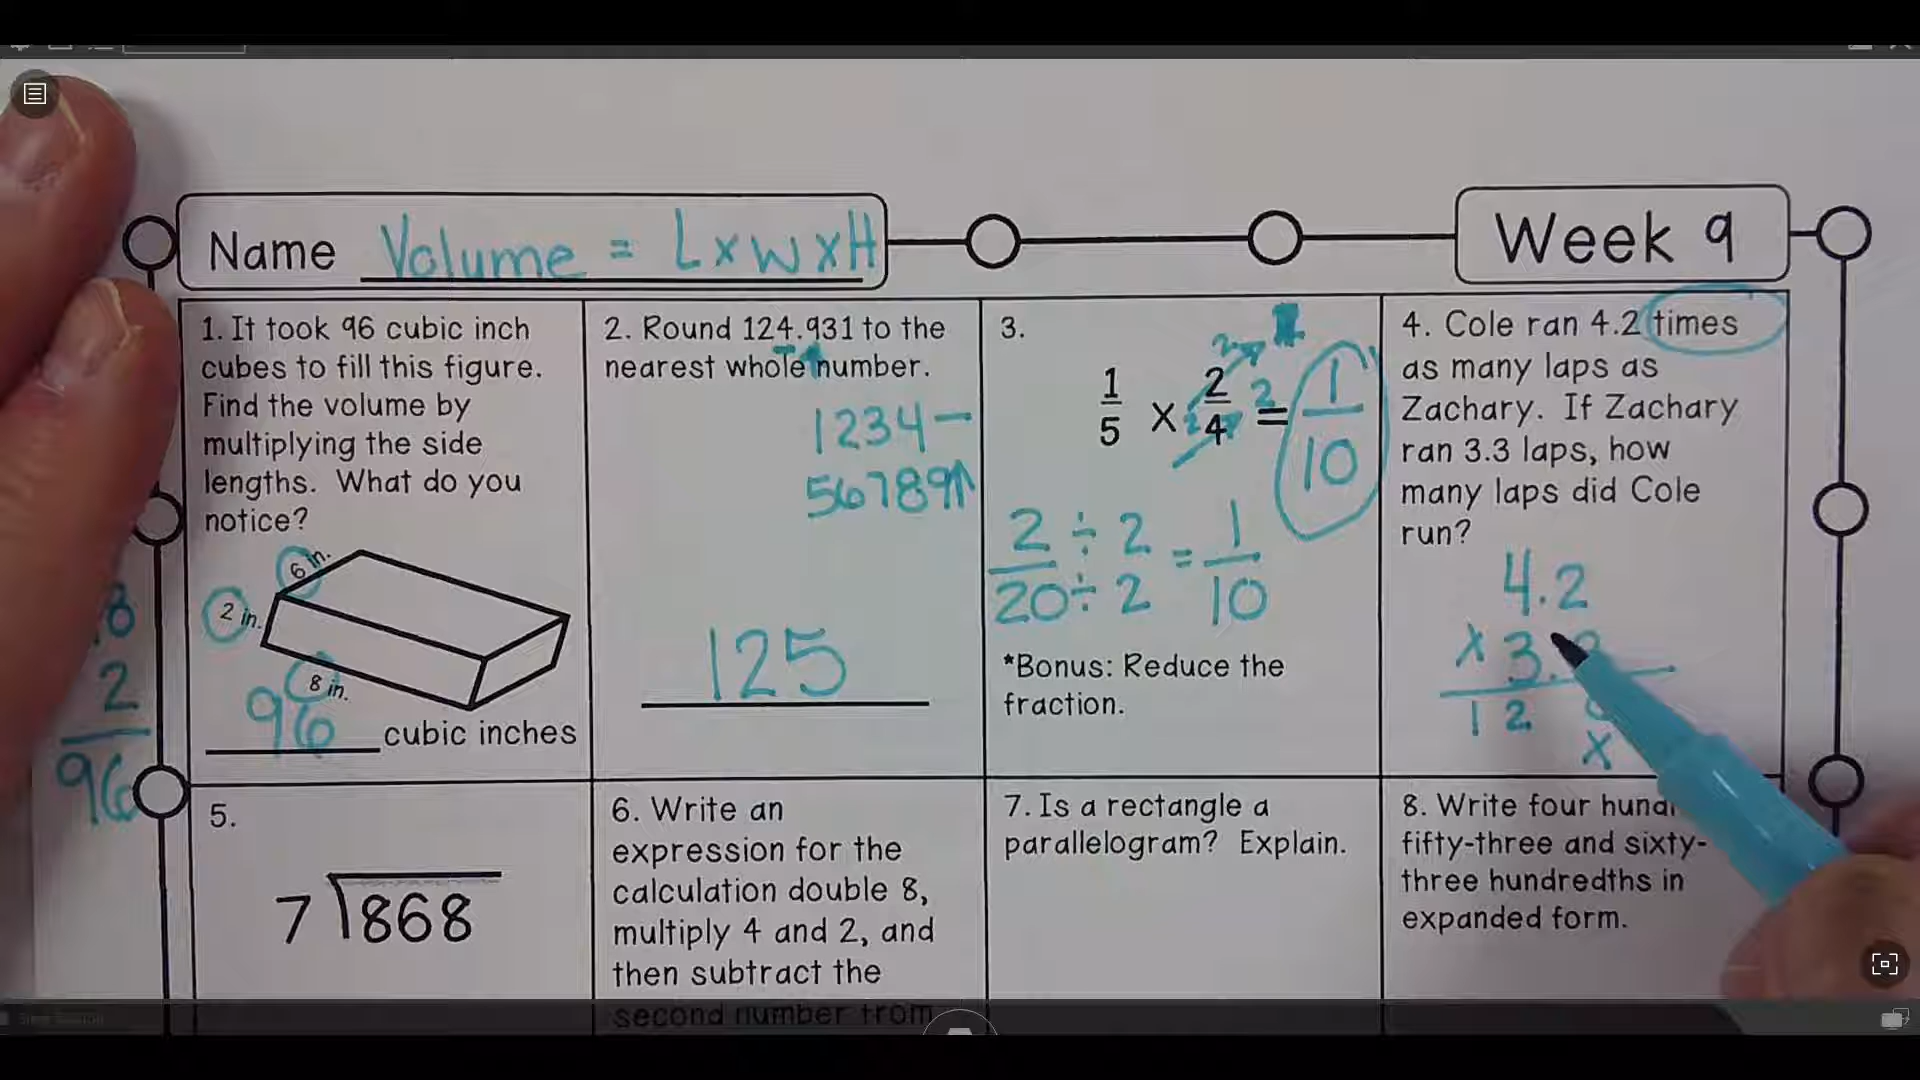 Name Volume = L x W x H
Week 9
1. It took 96 cubic inch
cubes to fill this figure.
Find the volume by
multiplying the side
lengths. What do you
notice?
6 in.
2 in.
8 in.
96 cubic inches
8
2
96
2. Round 124.931 to the
nearest whole number.
1234 –
56789↑
125
3.
1/5 x 2/4 = 1/10
2
2
2 ÷ 2 = 1
20 ÷ 2 10
*Bonus: Reduce the
fraction.
4. Cole ran 4.2 times
as many laps as
Zachary. If Zachary
ran 3.3 laps, how
many laps did Cole
run?
4.2
x 3.
1 2
x
5.
7⟌868
6. Write an
expression for the
calculation double 8,
multiply 4 and 2, and
then subtract the
second number from
7. Is a rectangle a
parallelogram? Explain.
8. Write four
fifty-three and sixty-
three hundredths in
expanded form.